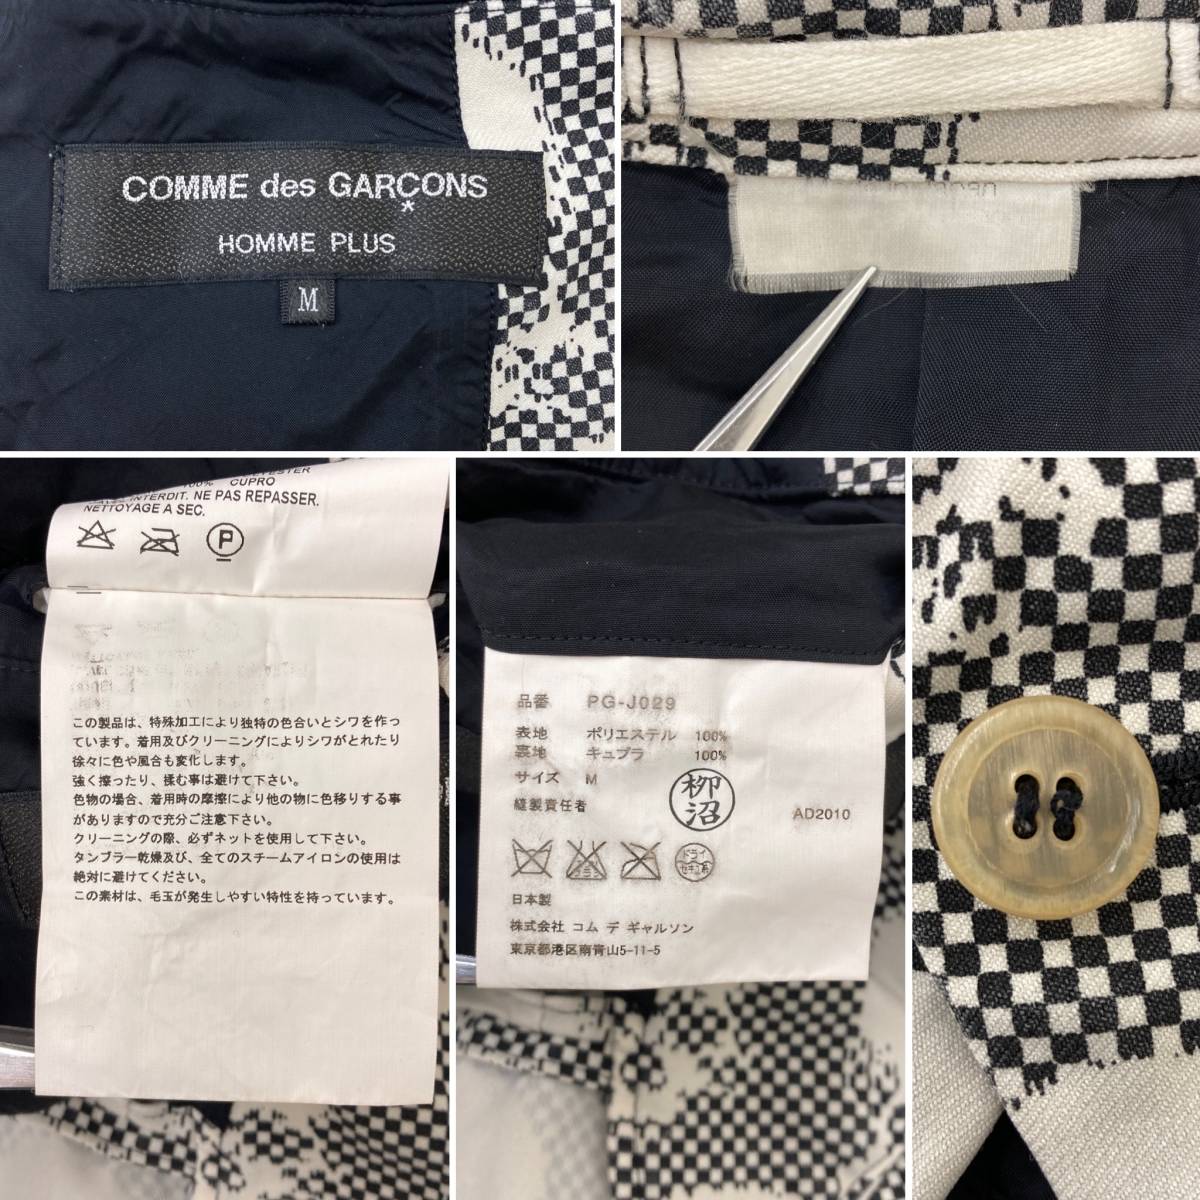 COMME des GARÇONS
*
HOMME PLUS
M
100% CUPRO
INTERDIT. NE PAS REPASSER.
NETTOYAGE A SEC.
P
この製品は、特殊加工により独特の色合いとシワを作っ
ています。着用及びクリーニングによりシワがとれたり
徐々に色や風合も変化します。
強く擦ったり、揉む事は避けて下さい。
色物の場合、着用時の摩擦により他の物に色移りする事
がありますので充分ご注意下さい。
クリーニングの際、必ずネットを使用して下さい。
タンブラー乾燥及び、全てのスチームアイロンの使用は
絶対に避けてください。
この素材は、毛玉が発生しやすい特性を持っています。
品番 PG-J029
表地 ポリエステル 100%
裏地 キュプラ 100%
サイズ M
縫製責任者
柳沼
AD2010
ドライ
セキユ系
日本製
株式会社 コム デ ギャルソン
東京都港区南青山5-11-5